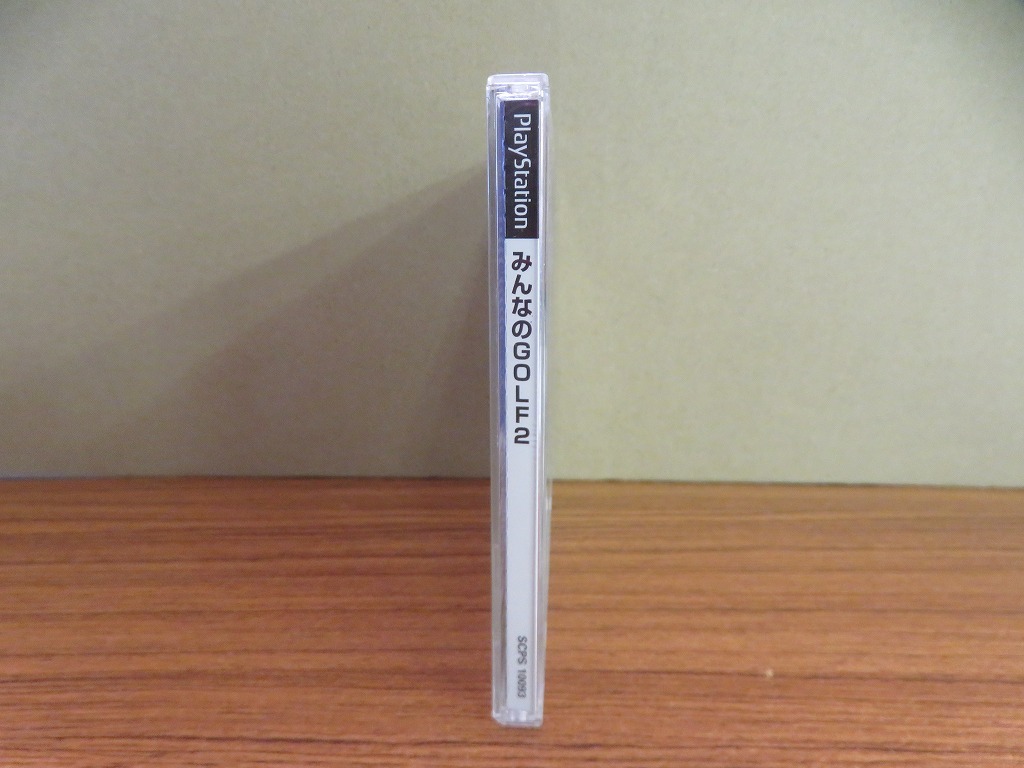 PlayStation
みんなのGOLF2
SCPS 10093